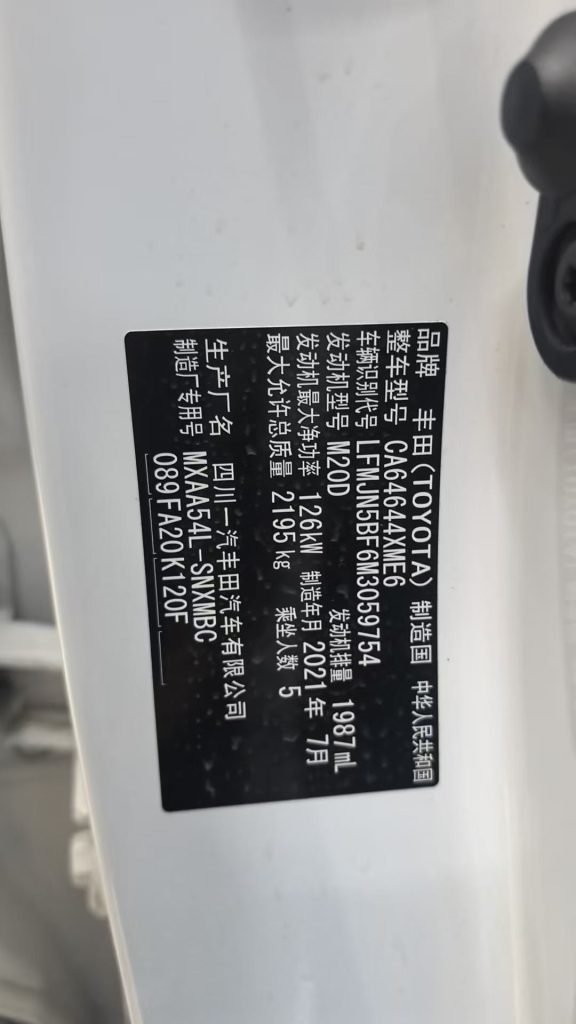 品牌 丰田(TOYOTA) 制造国 中华人民共和国
整车型号 CA64644XME6
车辆识别代号 LFMJN5BF6M3059754
发动机型号 M20D 发动机排量 1987mL
发动机最大净功率 126kW 制造年月 2021年 7月
最大允许总质量 2195kg 乘坐人数 5
生产厂名 四川一汽丰田汽车有限公司
制造厂专用号 MXAA54L-SNXMBC
089FA20K120F